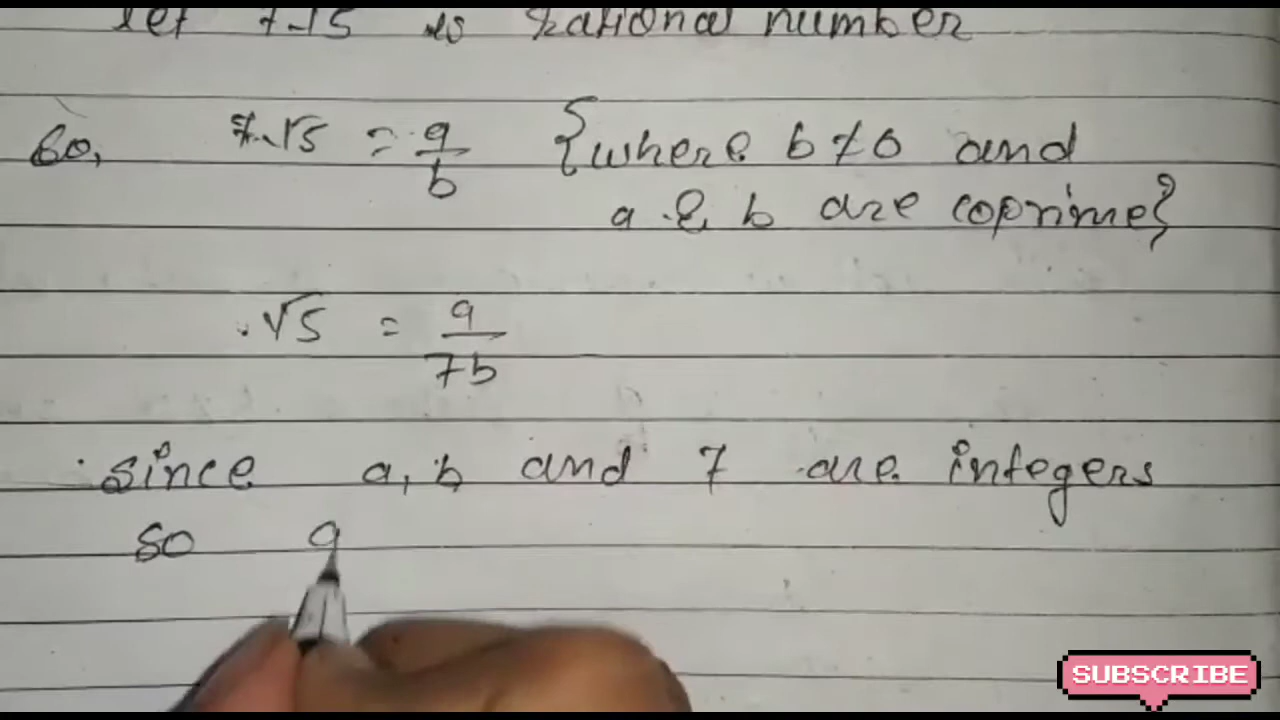 let 7√5 is rational number
So, 7√5 = a/b {where b≠0 and
a & b are coprime}
√5 = a/7b
since a, b and 7 are integers
so a
SUBSCRIBE